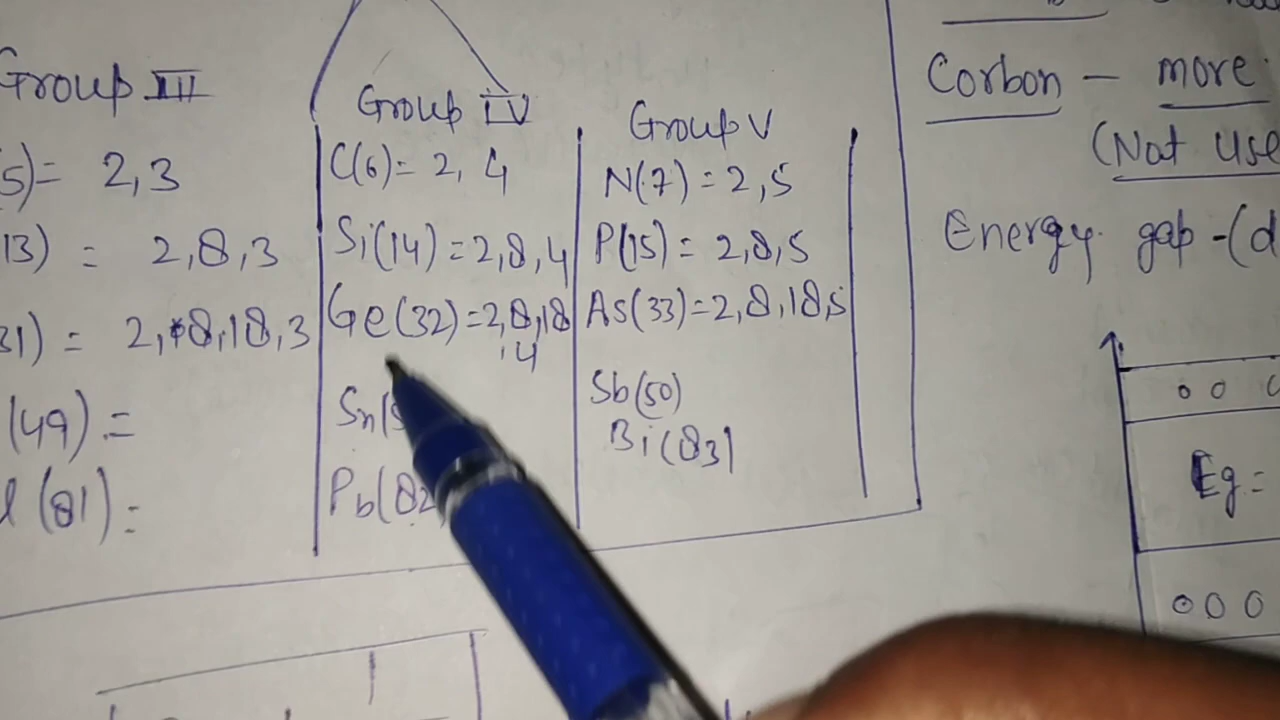 Group III
5) = 2,3
13) = 2,8,3
31) = 2,8,18,3
(49) =
l (81) =
Group IV
C(6) = 2, 4
Si(14) = 2,8,4
Ge(32) = 2,8,18
,4
Sn(5
Pb(82
Group V
N(7) = 2,5
P(15) = 2,8,5
As(33) = 2,8,18,5
Sb(50)
Bi(83)
Corbon - more
(Not Use
Energy gap -(d
Eg =